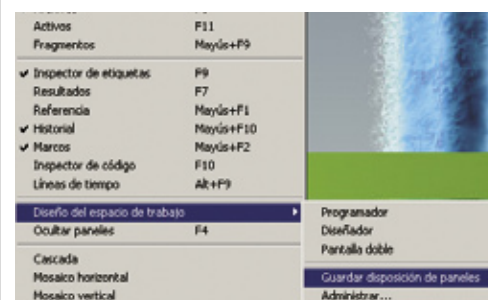 Activos F11
Fragmentos Mayús+F9
Inspector de etiquetas F9
Resultados F7
Referencia Mayús+F1
Historial Mayús+F10
Marcos Mayús+F2
Inspector de código F10
Líneas de tiempo Alt+F9
Diseño del espacio de trabajo
Ocultar paneles F4
Cascada
Mosaico horizontal
Mosaico vertical
Programador
Diseñador
Pantalla doble
Guardar disposición de paneles
Administrar...